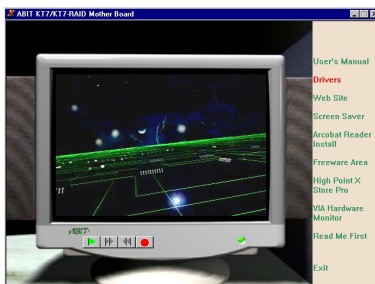 ABIT KT7/KT7-RAID Mother Board
User's Manual
Drivers
Web Site
Screen Saver
Arcobat Reader
Install
Freeware Area
High Point X
Store Pro
VIA Hardware
Monitor
Read Me First
Exit
ABIT